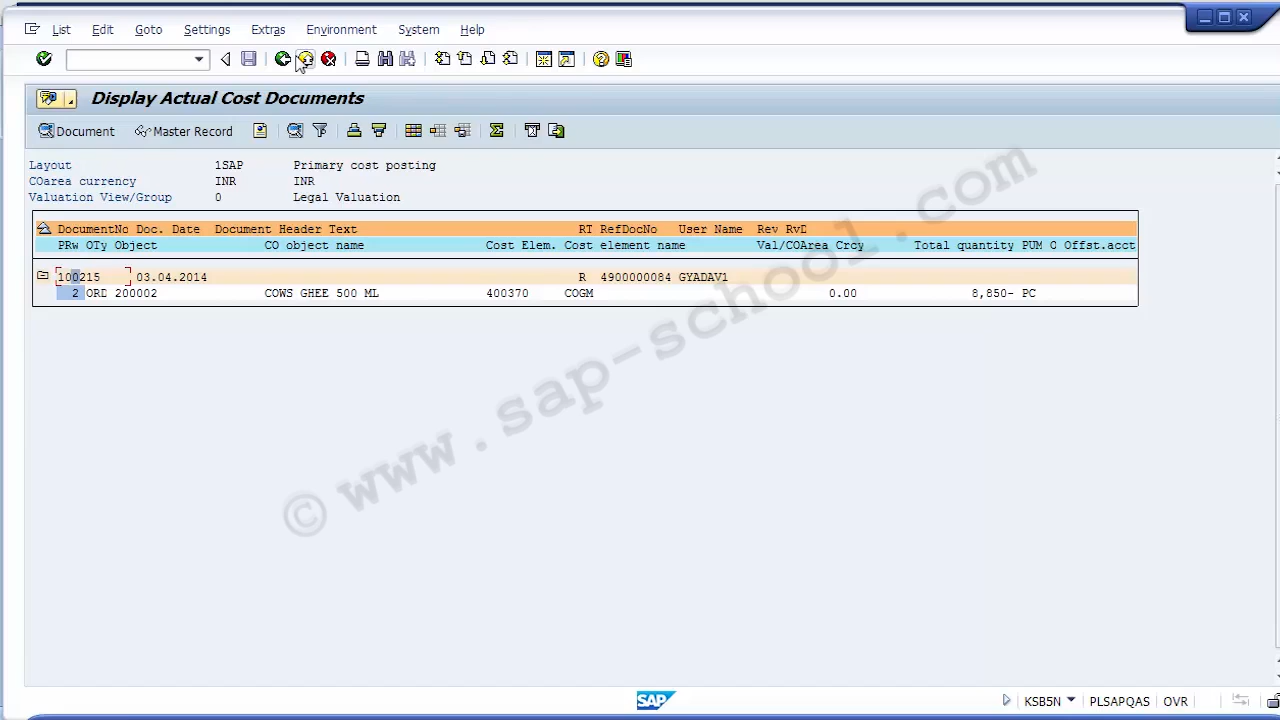 List Edit Goto Settings Extras Environment System Help
Display Actual Cost Documents
Document Master Record
Layout 1SAP Primary cost posting
COarea currency INR INR
Valuation View/Group 0 Legal Valuation
DocumentNo Doc. Date Document Header Text RT RefDocNo User Name Rev RvD
PRw OTy Object CO object name Cost Elem. Cost element name Val/COArea Crcy Total quantity PUM O Offst.acct
100215 03.04.2014 R 4900000084 GYADAV1
2 ORD 200002 COWS GHEE 500 ML 400370 COGM 0.00 8,850- PC
© www.sap-school.com
SAP KSB5N PLSAPQAS OVR